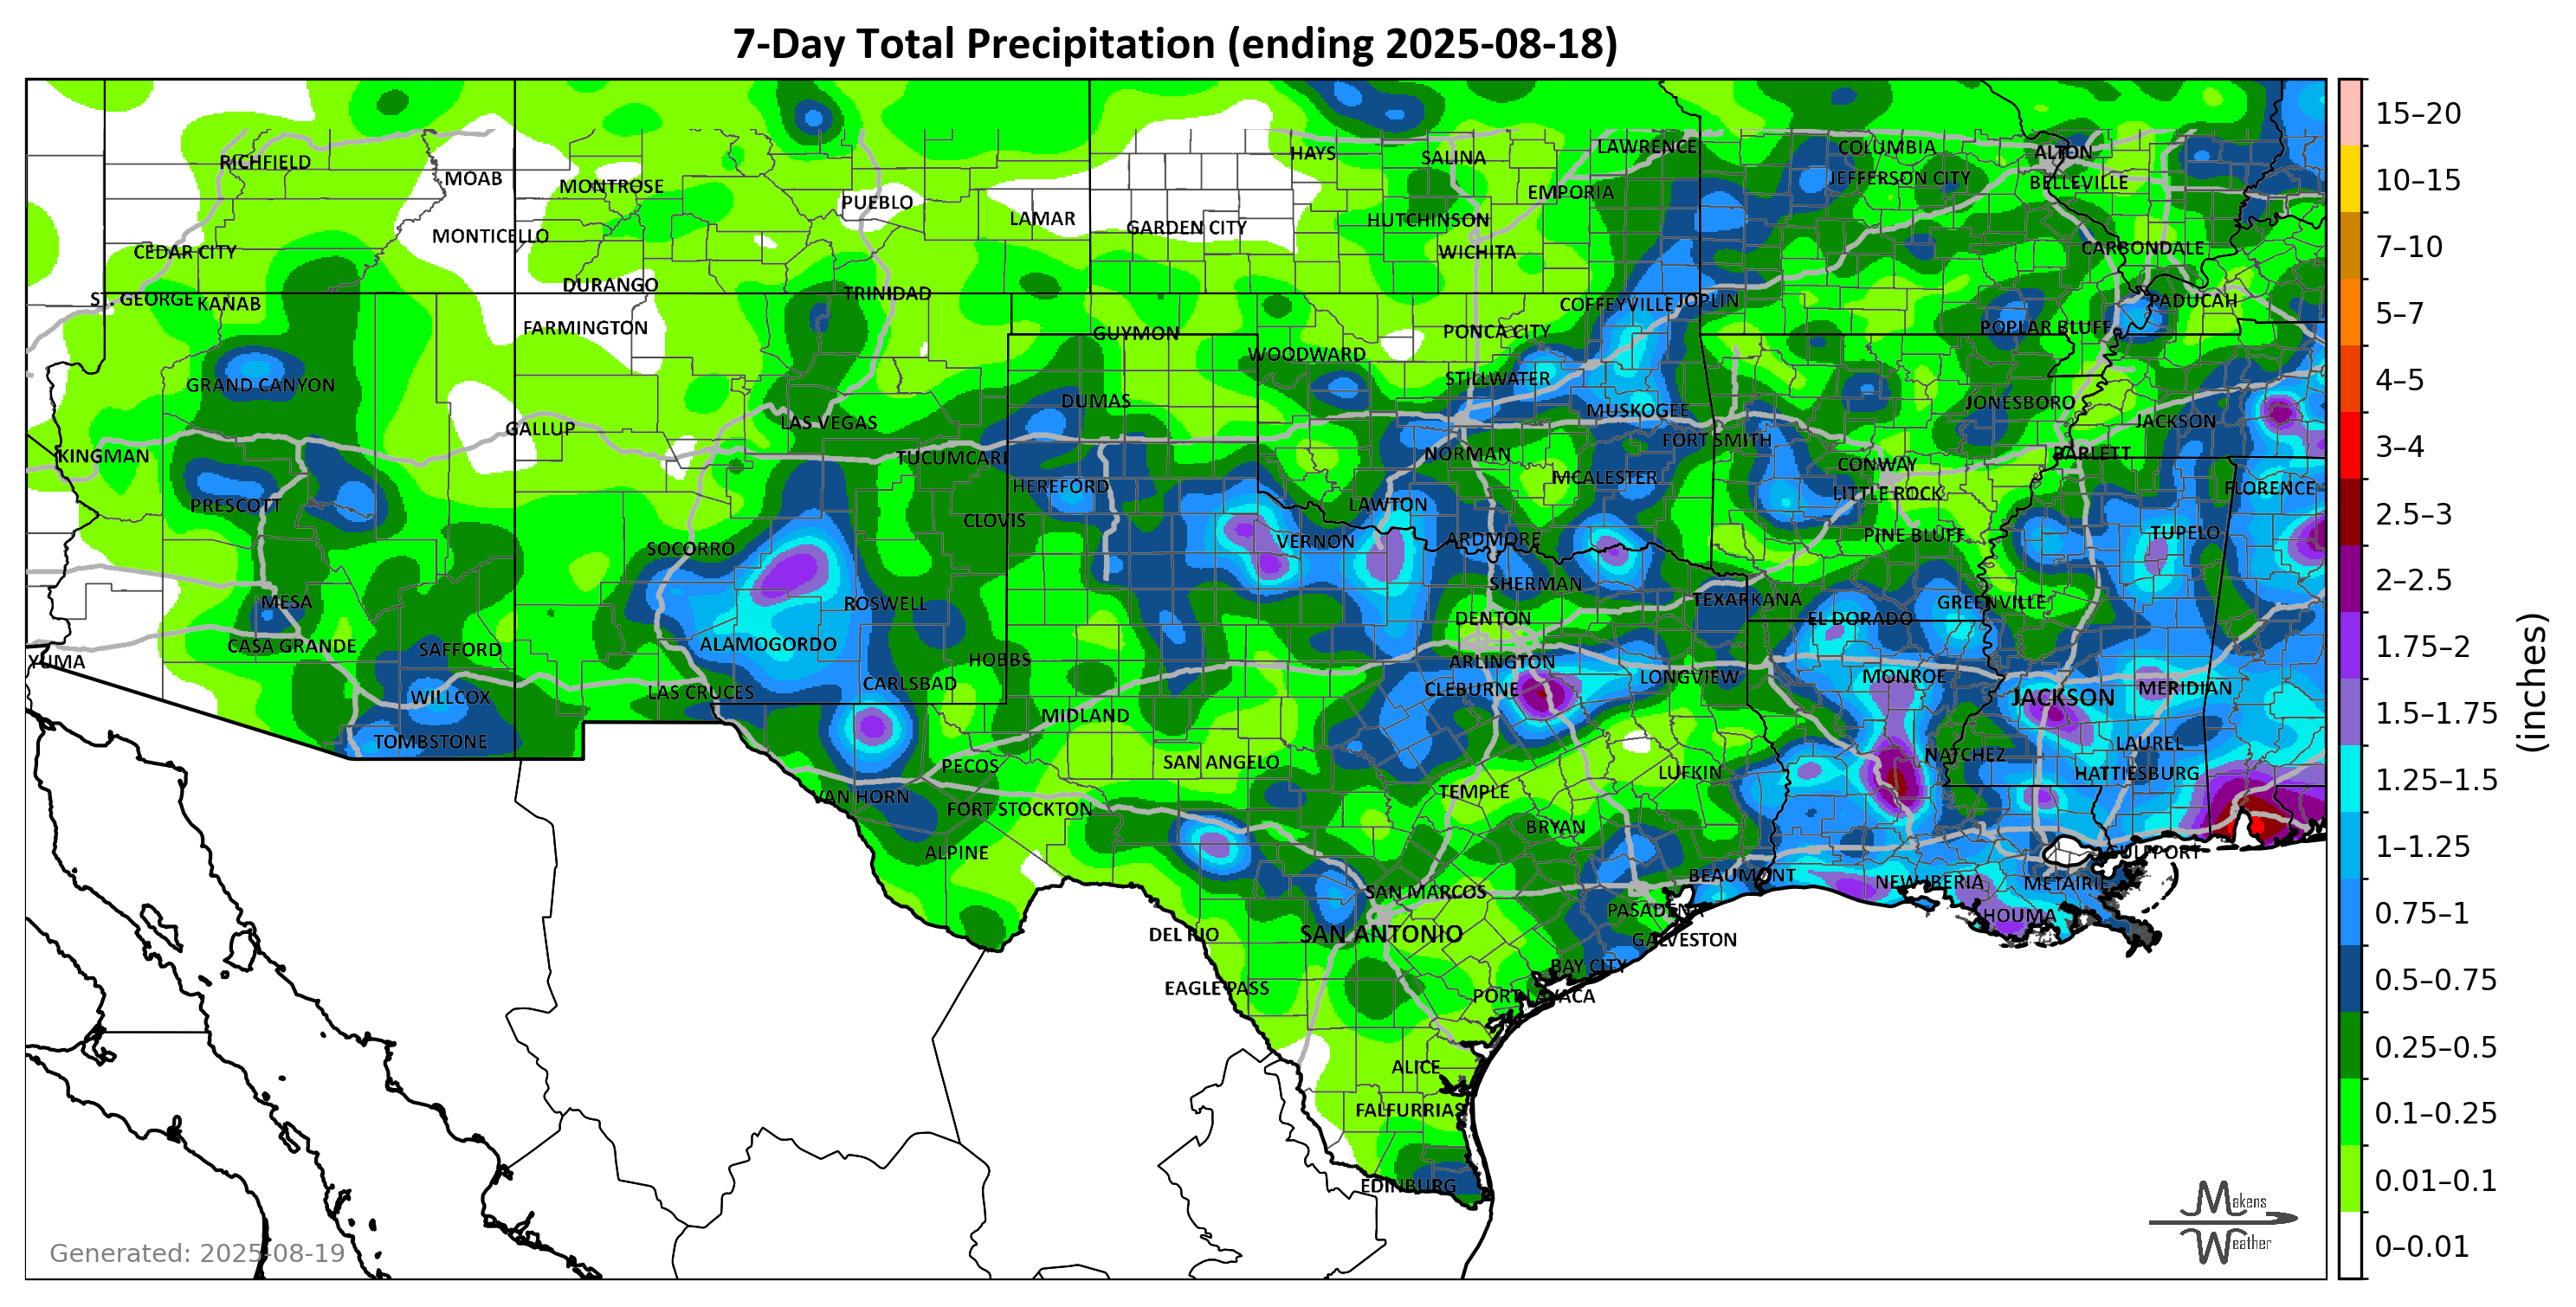 7-Day Total Precipitation (ending 2025-08-18)
RICHFIELD
MOAB
MONTROSE
PUEBLO
LAMAR
HAYS
SALINA
LAWRENCE
COLUMBIA
ALTON
JEFFERSON CITY
BELLEVILLE
EMPORIA
GARDEN CITY
HUTCHINSON
MONTICELLO
CEDAR CITY
WICHITA
CARBONDALE
DURANGO
TRINIDAD
ST. GEORGE
KANAB
COFFEYVILLE
JOPLIN
PADUCAH
FARMINGTON
GUYMON
PONCA CITY
POPLAR BLUFF
WOODWARD
GRAND CANYON
STILLWATER
DUMAS
MUSKOGEE
JONESBORO
LAS VEGAS
GALLUP
JACKSON
FORT SMITH
KINGMAN
TUCUMCARI
NORMAN
BARLETT
CONWAY
HEREFORD
MCALESTER
LITTLE ROCK
FLORENCE
PRESCOTT
LAWTON
CLOVIS
PINE BLUFF
TUPELO
SOCORRO
VERNON
ARDMORE
SHERMAN
MESA
ROSWELL
TEXARKANA
GREENVILLE
DENTON
EL DORADO
CASA GRANDE
SAFFORD
ALAMOGORDO
YUMA
HOBBS
ARLINGTON
LONGVIEW
MONROE
LAS CRUCES
CARLSBAD
CLEBURNE
MERIDIAN
WILLCOX
JACKSON
MIDLAND
TOMBSTONE
LAUREL
NATCHEZ
PECOS
SAN ANGELO
LUFKIN
HATTIESBURG
VAN HORN
FORT STOCKTON
TEMPLE
BRYAN
ALPINE
GULFPORT
BEAUMONT
NEW IBERIA
METAIRIE
SAN MARCOS
PASADENA
HOUMA
DEL RIO
SAN ANTONIO
GALVESTON
BAY CITY
EAGLE PASS
PORT LAVACA
ALICE
FALFURRIAS
EDINBURG
Generated: 2025-08-19
Makens
Weather
15–20
10–15
7–10
5–7
4–5
3–4
2.5–3
2–2.5
1.75–2
1.5–1.75
1.25–1.5
1–1.25
0.75–1
0.5–0.75
0.25–0.5
0.1–0.25
0.01–0.1
0–0.01
(inches)